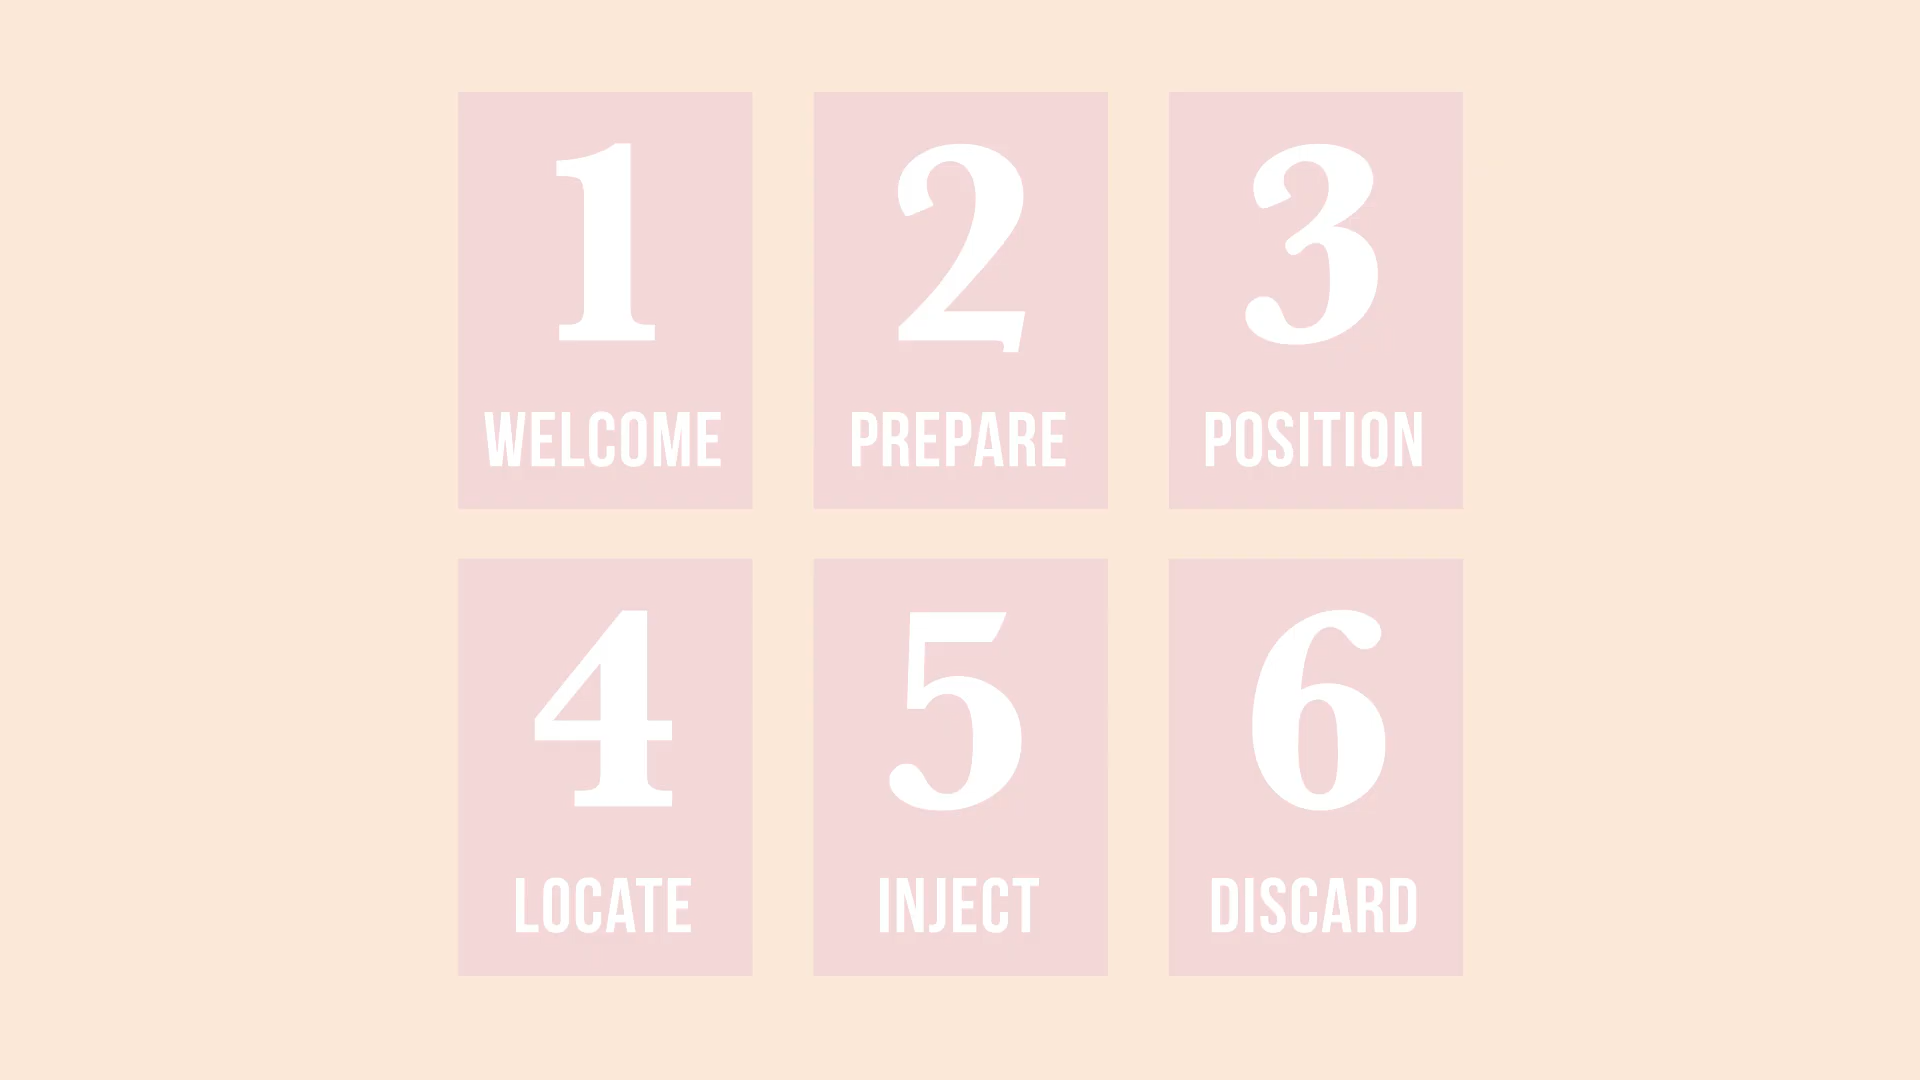 1
WELCOME
2
PREPARE
3
POSITION
4
LOCATE
5
INJECT
6
DISCARD